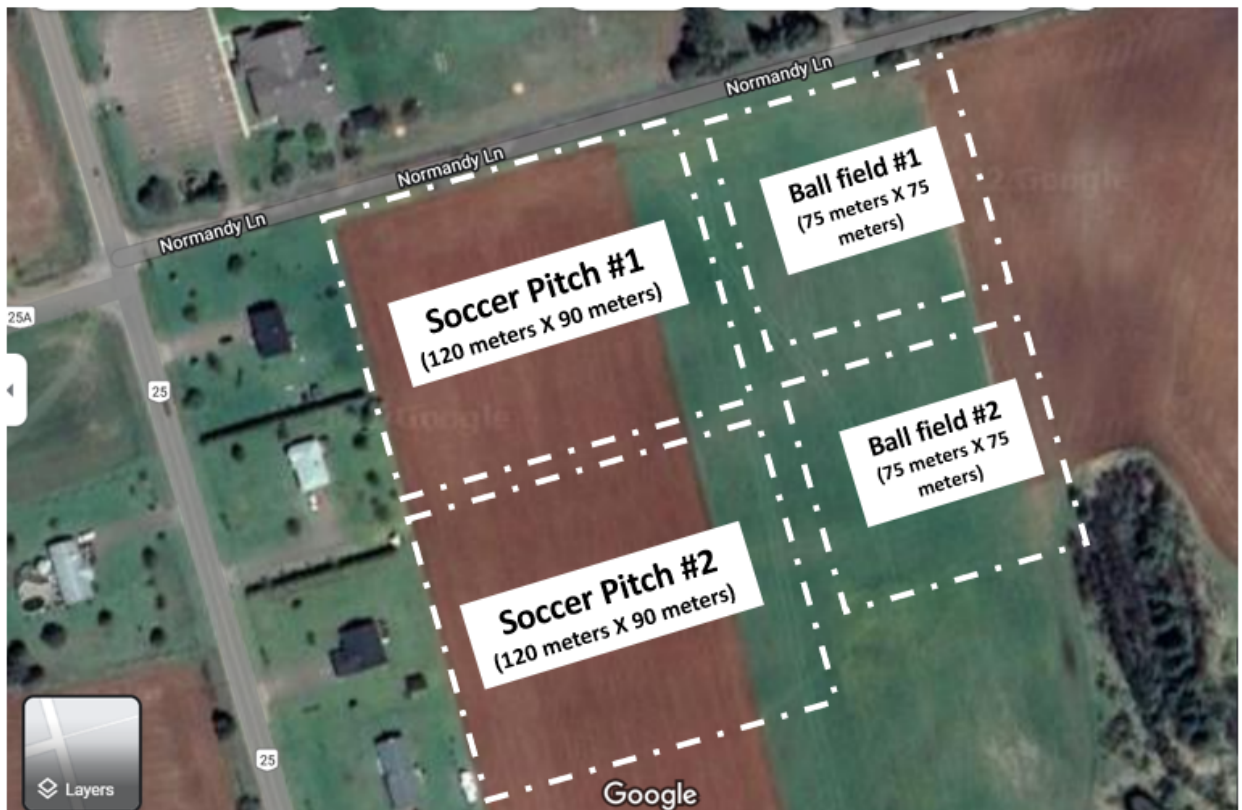 Normandy Ln
Normandy Ln
Normandy Ln
Ball field #1
(75 meters X 75
meters)
Soccer Pitch #1
(120 meters X 90 meters)
25A
25
Google
Google
Ball field #2
(75 meters X 75
meters)
Soccer Pitch #2
(120 meters X 90 meters)
25
Layers
Google